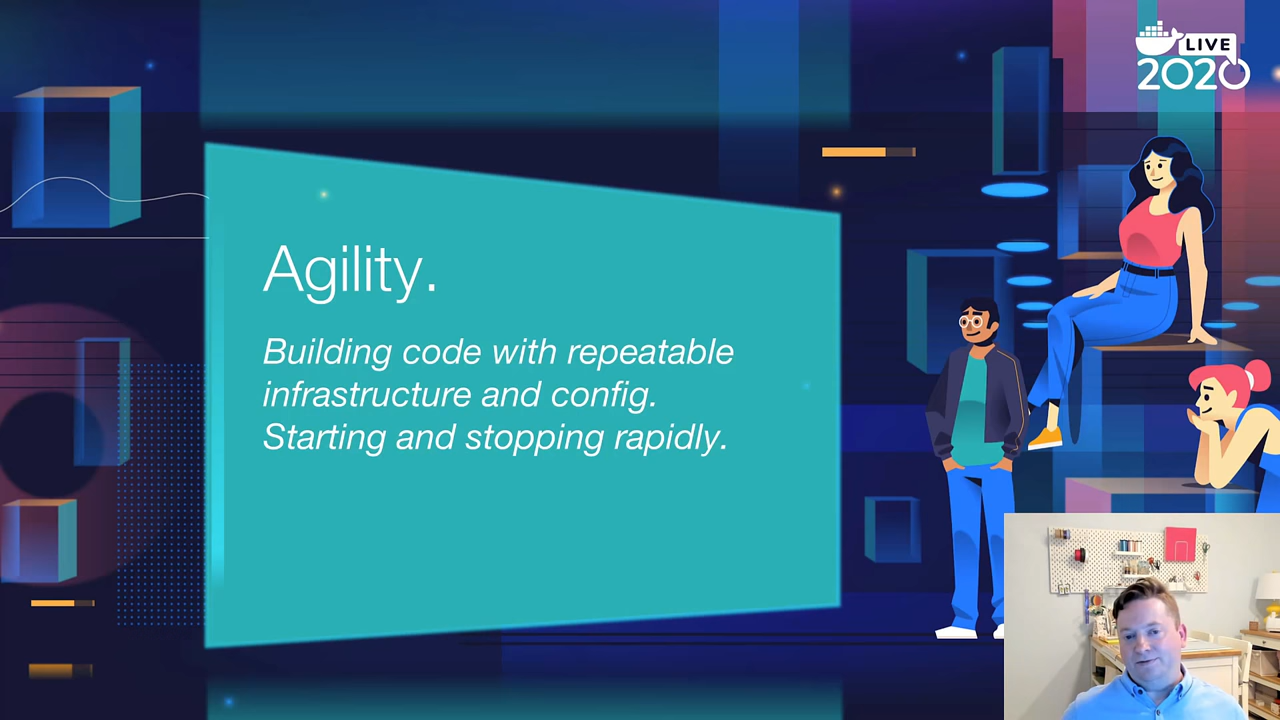 LIVE
2020
Agility.
Building code with repeatable
infrastructure and config.
Starting and stopping rapidly.